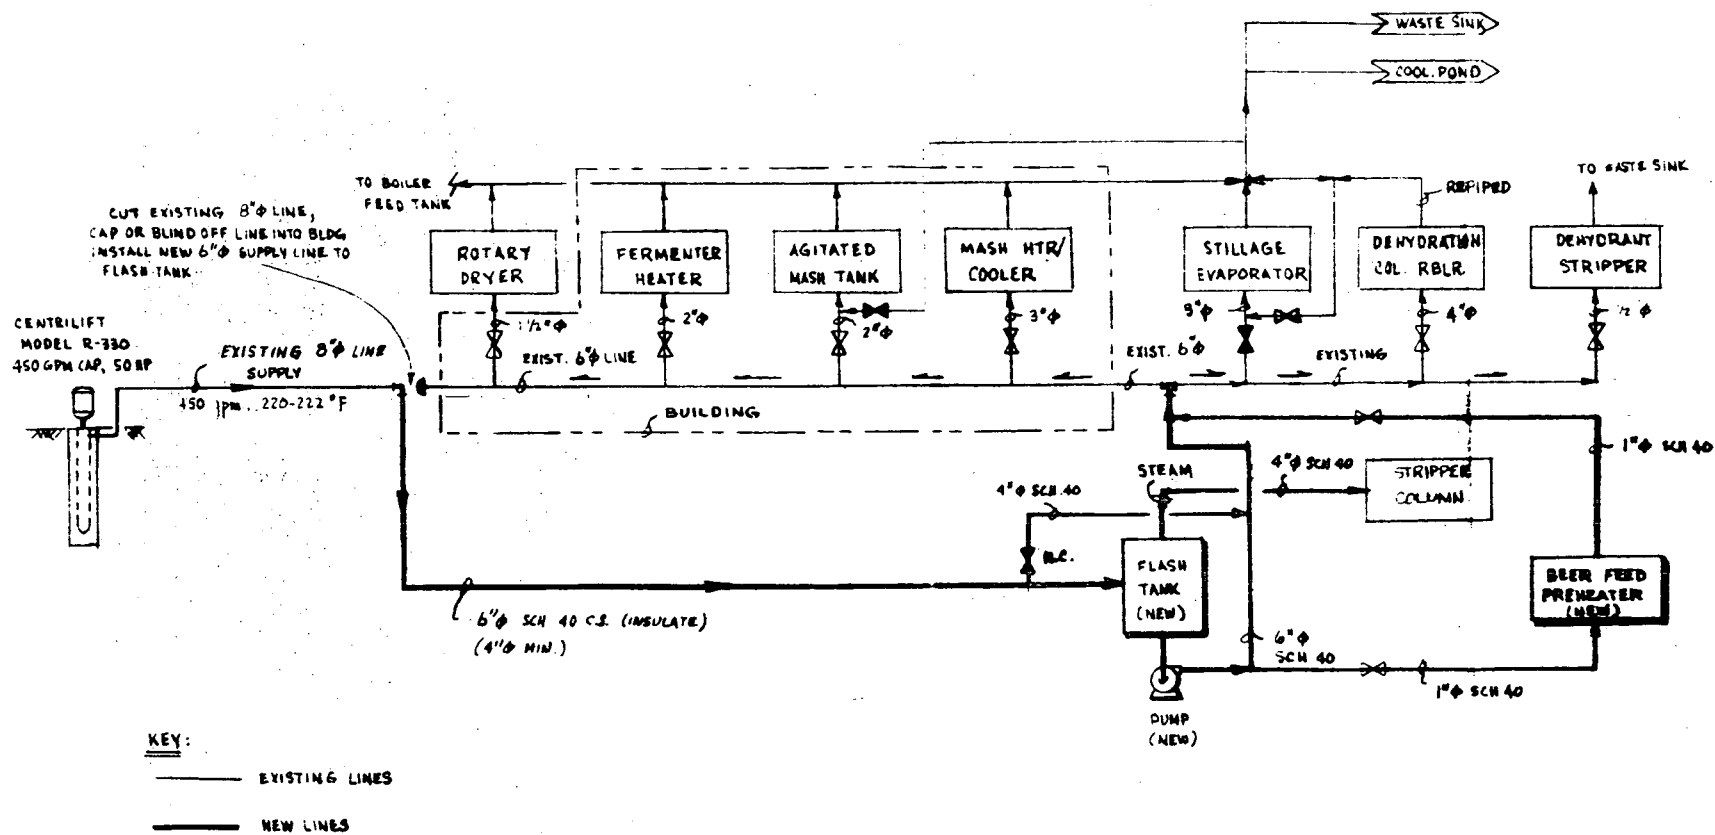 WASTE SINK
COOL. POND
TO BOILER
FEED TANK
TO WASTE SINK
REPIPED
CUT EXISTING 8"Φ LINE,
CAP OR BLIND OFF LINE INTO BLDG
INSTALL NEW 6"Φ SUPPLY LINE TO
FLASH TANK
ROTARY
DRYER
FERMENTER
HEATER
AGITATED
MASH TANK
MASH HTR/
COOLER
STILLAGE
EVAPORATOR
DEHYDRATION
COL. RBLR.
DEHYDRANT
STRIPPER
CENTRILIFT
MODEL R-330
450 GPM CAP, 50 HP
EXISTING 8"Φ LINE
SUPPLY
450 gpm 220-222°F
1 1/2"Φ
2"Φ
2"Φ
3"Φ
4"Φ
1/2 Φ
EXIST. 6"Φ LINE
EXIST. 6"Φ
EXISTING
BUILDING
STEAM
4"Φ SCH 40
4"Φ SCH 40
STRIPPER
COLUMN
1"Φ SCH 40
N.C.
FLASH
TANK
(NEW)
BEER FEED
PREHEATER
(NEW)
6"Φ SCH 40 C.S. (INSULATE)
(4"Φ MIN.)
6"Φ
SCH 40
1"Φ SCH 40
PUMP
(NEW)
KEY:
EXISTING LINES
NEW LINES